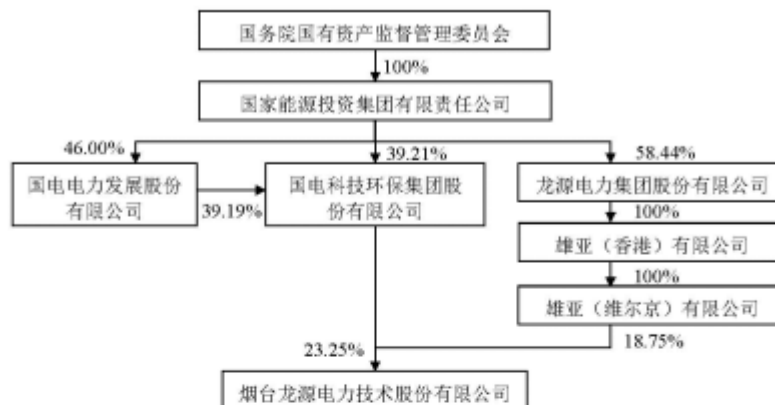 国务院国有资产监督管理委员会
100%
国家能源投资集团有限责任公司
46.00%
39.21%
58.44%
国电电力发展股份
有限公司
39.19%
国电科技环保集团股
份有限公司
龙源电力集团股份有限公司
100%
雄亚（香港）有限公司
100%
雄亚（维尔京）有限公司
23.25%
18.75%
烟台龙源电力技术股份有限公司